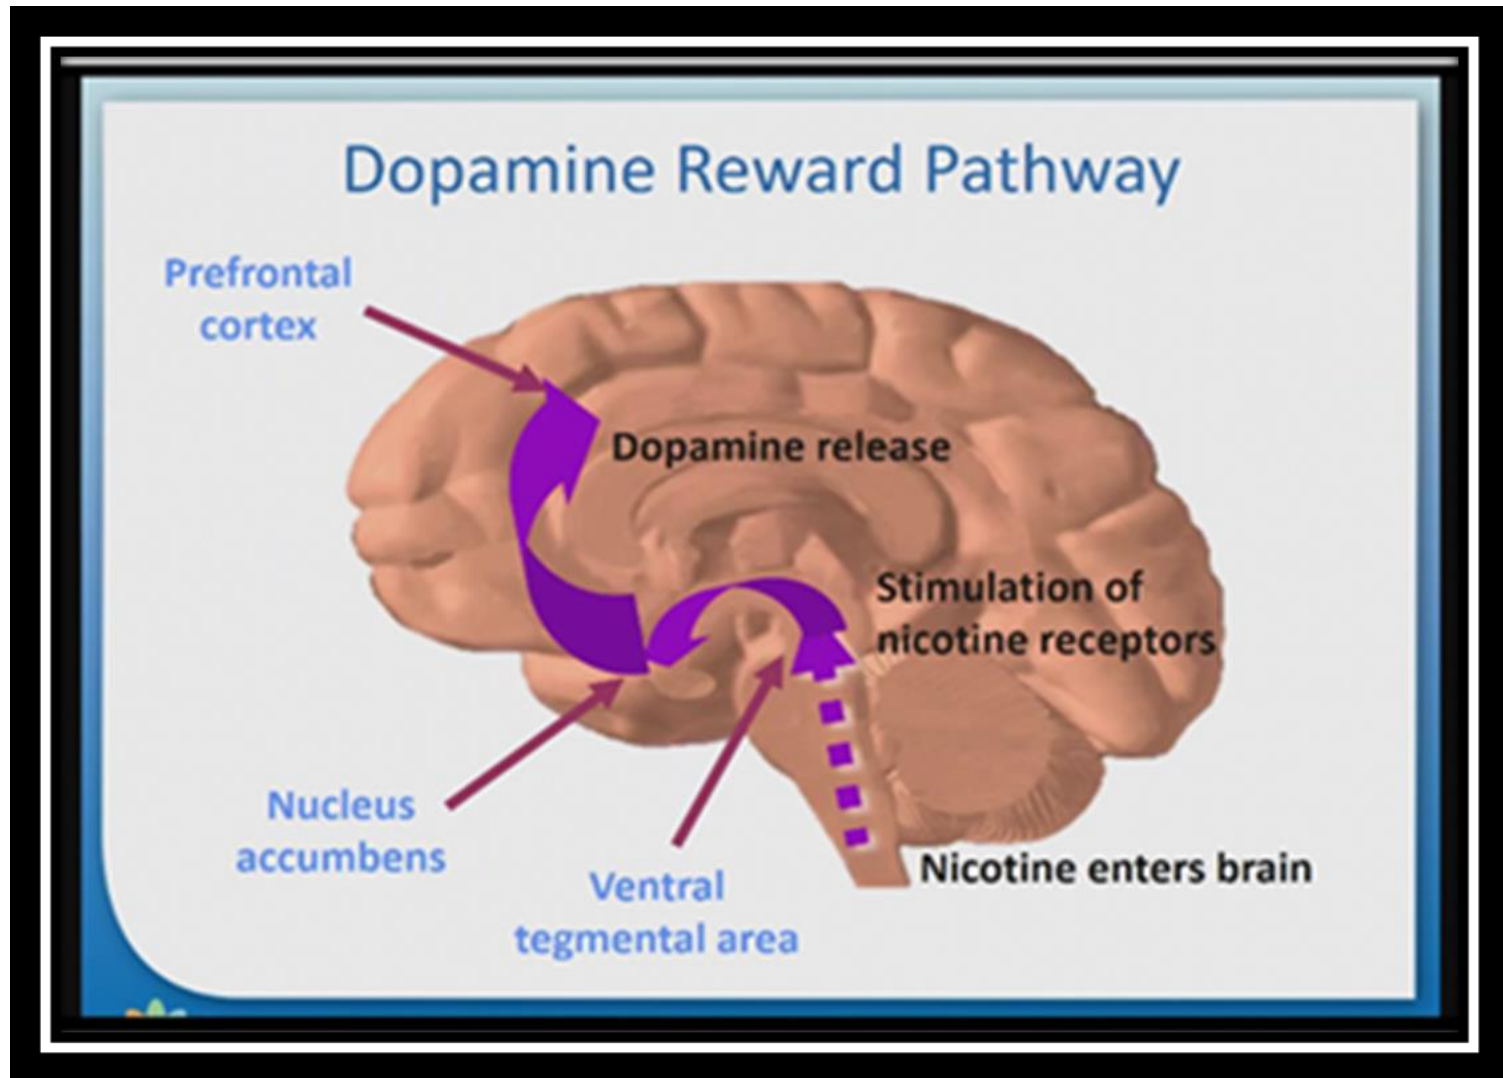 Dopamine Reward Pathway
Prefrontal
cortex
Dopamine release
Stimulation of
nicotine receptors
Nucleus
accumbens
Ventral
tegmental area
Nicotine enters brain